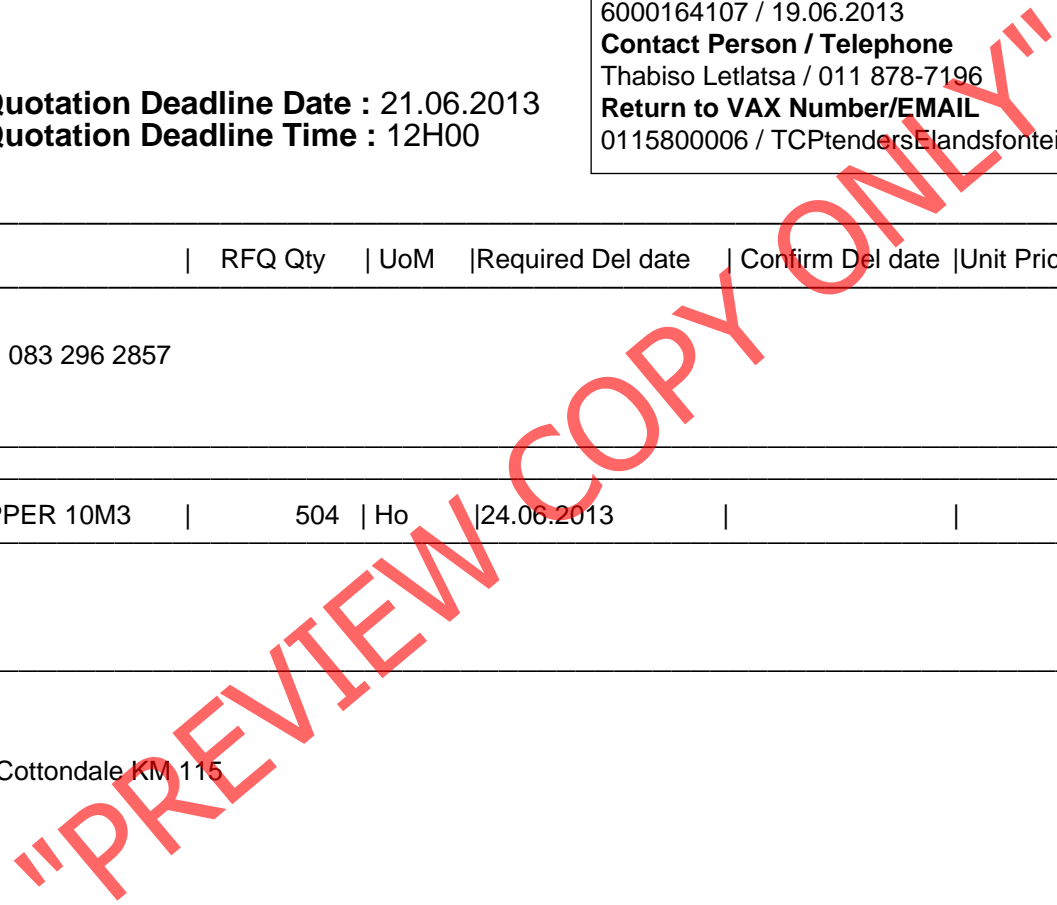 6000164107 / 19.06.2013
Contact Person / Telephone
Thabiso Letlatsa / 011 878-7196
Quotation Deadline Date : 21.06.2013
Return to VAX Number/EMAIL
Quotation Deadline Time : 12H00
0115800006 / TCPtendersElandsfontei
| RFQ Qty | UoM |Required Del date | Confirm Del date |Unit Pric
083 296 2857
PPER 10M3 | 504 | Ho |24.06.2013 | |
Cottondale KM 115
"PREVIEW COPY ONLY"